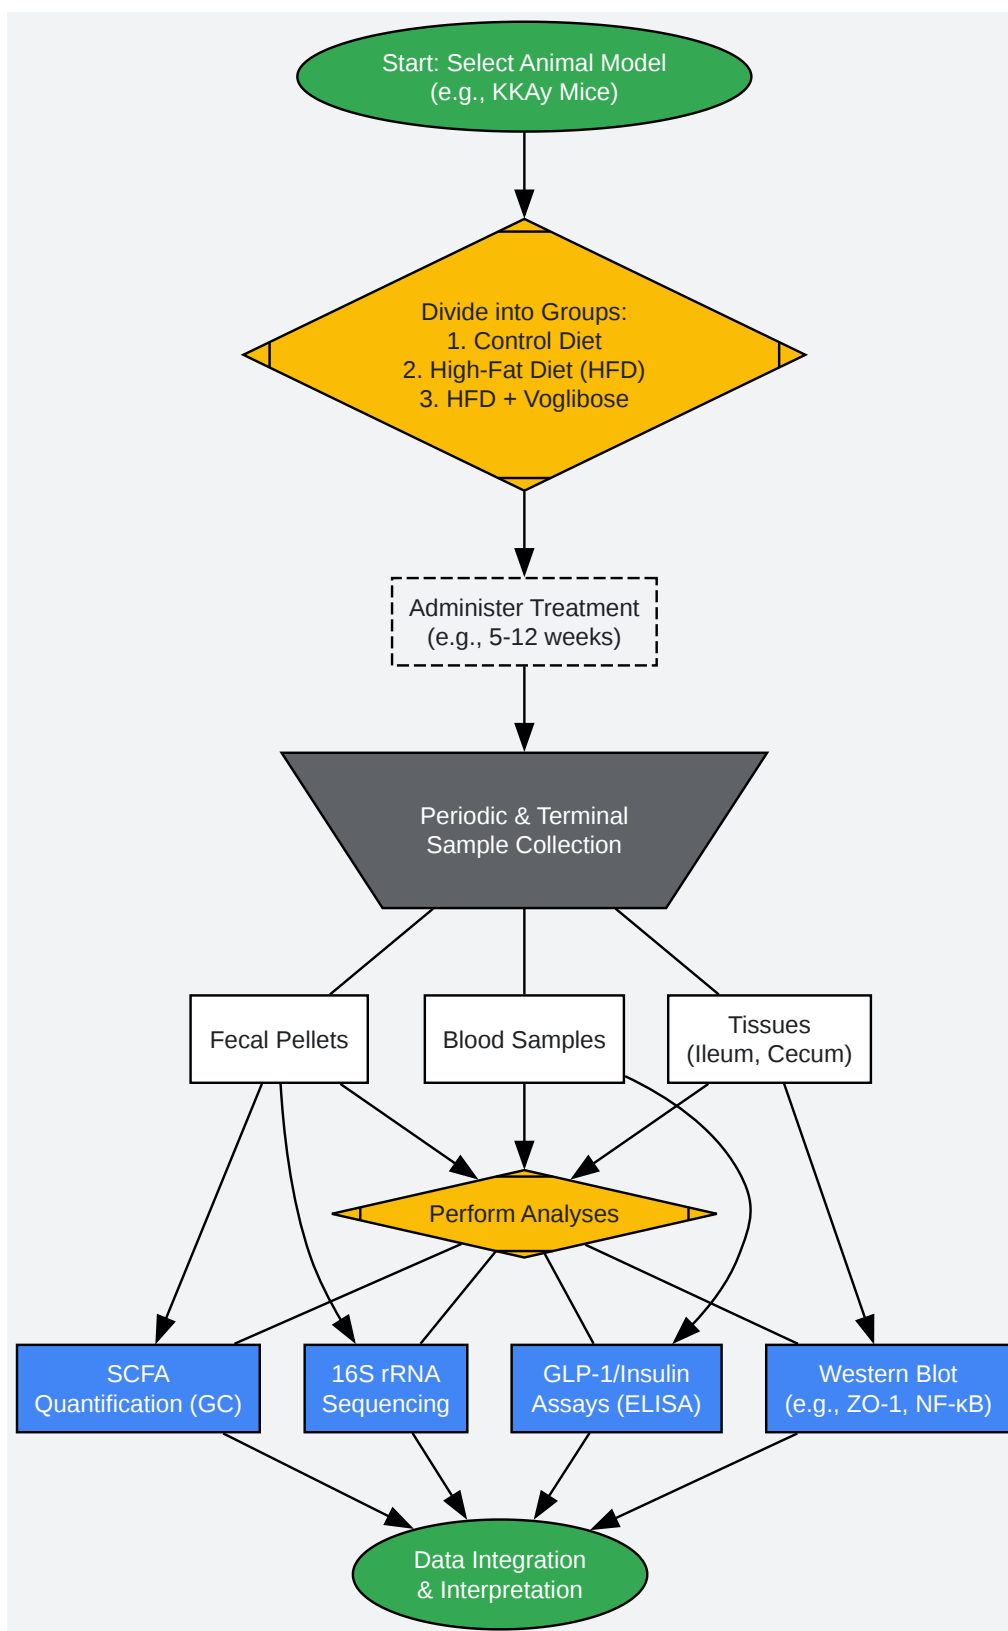 Start: Select Animal Model
(e.g., KKAy Mice)
Divide into Groups:
1. Control Diet
2. High-Fat Diet (HFD)
3. HFD + Voglibose
Administer Treatment
(e.g., 5-12 weeks)
Periodic & Terminal
Sample Collection
Fecal Pellets
Blood Samples
Tissues
(Ileum, Cecum)
Perform Analyses
SCFA
Quantification (GC)
16S rRNA
Sequencing
GLP-1/Insulin
Assays (ELISA)
Western Blot
(e.g., ZO-1, NF-κB)
Data Integration
& Interpretation